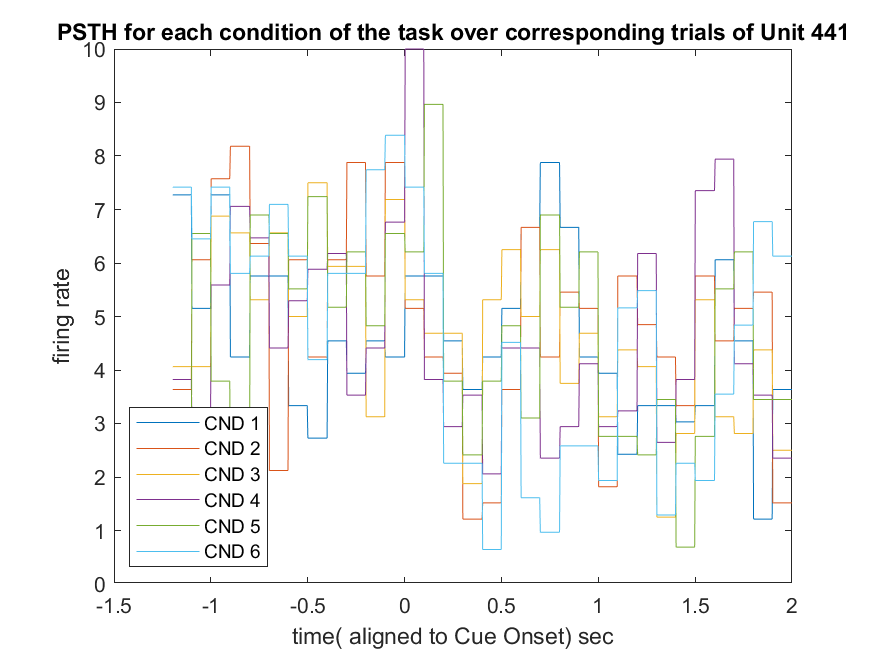 PSTH for each condition of the task over corresponding trials of Unit 441
10
9
8
7
6
5
4
3
2
1
0
firing rate
CND 1
CND 2
CND 3
CND 4
CND 5
CND 6
-1.5 -1 -0.5 0 0.5 1 1.5 2
time( aligned to Cue Onset) sec